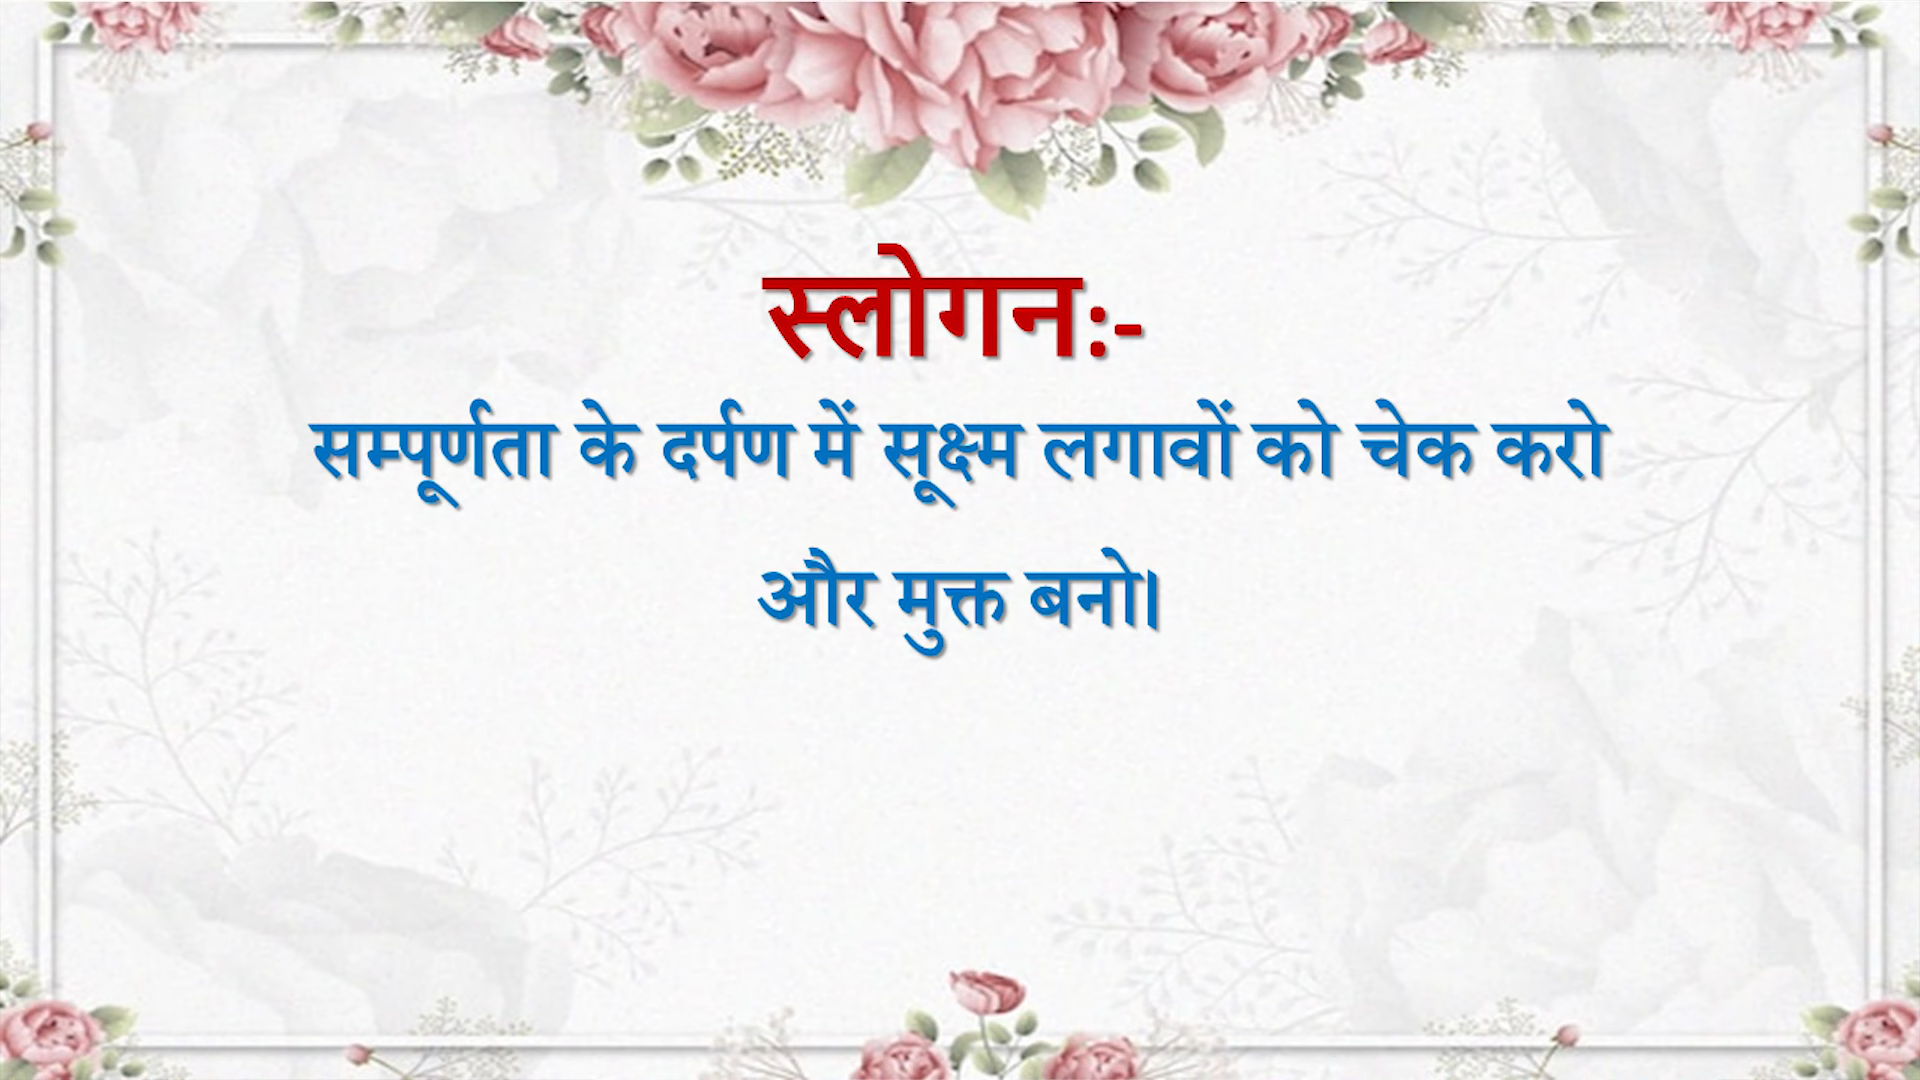 स्लोगन:-
सम्पूर्णता के दर्पण में सूक्ष्म लगावों को चेक करो
और मुक्त बनो।